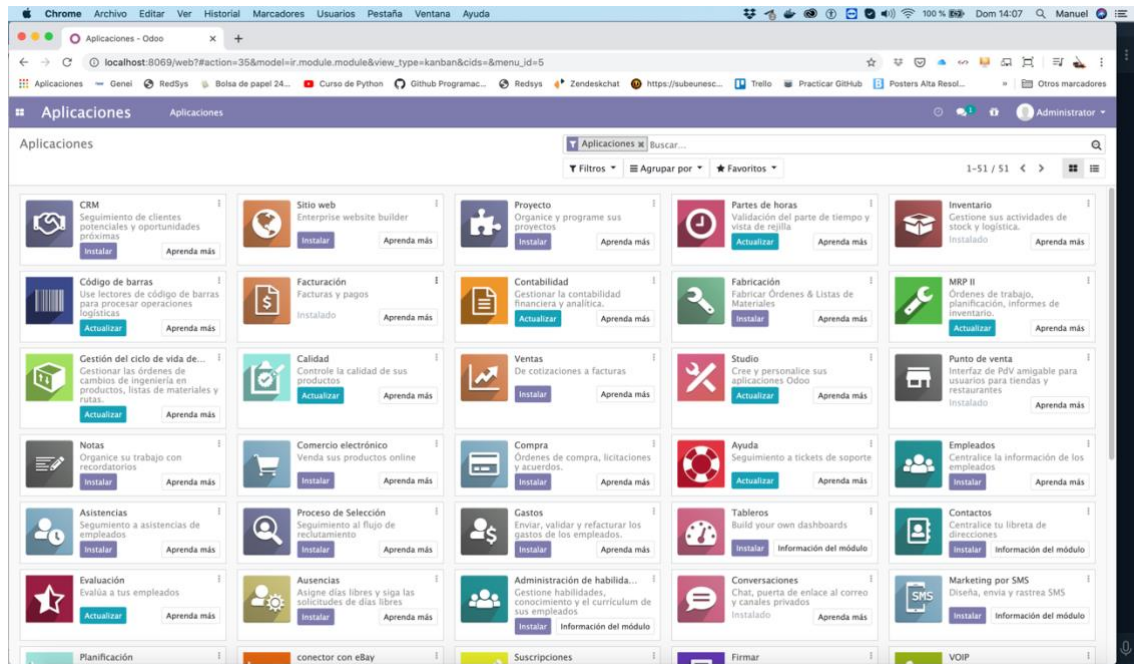 Chrome Archivo Editar Ver Historial Marcadores Usuarios Pestaña Ventana Ayuda
100 % Dom 14:07 Manuel
Aplicaciones - Odoo
localhost:8069/web?#action=35&model=ir.module.module&view_type=kanban&cids=&menu_id=5
Aplicaciones Genei RedSys Bolsa de papel 24... Curso de Python Github Programac... Redsys Zendeskchat https://subeunesc... Trello Practicar GitHub Posters Alta Resol... » Otros marcadores
Aplicaciones Aplicaciones 1 Administrator
Aplicaciones
Aplicaciones Buscar...
Filtros Agrupar por Favoritos 1-51 / 51
CRM
Seguimiento de clientes
potenciales y oportunidades
próximas
Instalar Aprenda más
Sitio web
Enterprise website builder
Instalar Aprenda más
Proyecto
Organice y programe sus
proyectos
Instalar Aprenda más
Partes de horas
Validación del parte de tiempo y
vista de rejilla
Actualizar Aprenda más
Inventario
Gestione sus actividades de
stock y logística.
Instalado Aprenda más
Código de barras
Use lectores de código de barras
para procesar operaciones
logísticas
Actualizar Aprenda más
Facturación
Facturas y pagos
Instalado Aprenda más
Contabilidad
Gestionar la contabilidad
financiera y analítica.
Actualizar Aprenda más
Fabricación
Fabricar Órdenes & Listas de
Materiales
Instalar Aprenda más
MRP II
Órdenes de trabajo,
planificación, informes de
inventario.
Actualizar Aprenda más
Gestión del ciclo de vida de...
Gestionar las órdenes de
cambios de ingeniería en
productos, listas de materiales y
rutas.
Actualizar Aprenda más
Calidad
Controle la calidad de sus
productos
Actualizar Aprenda más
Ventas
De cotizaciones a facturas
Instalar Aprenda más
Studio
Cree y personalice sus
aplicaciones Odoo
Actualizar Aprenda más
Punto de venta
Interfaz de PdV amigable para
usuarios para tiendas y
restaurantes
Instalado Aprenda más
Notas
Organice su trabajo con
recordatorios
Instalar Aprenda más
Comercio electrónico
Venda sus productos online
Instalar Aprenda más
Compra
Órdenes de compra, licitaciones
y acuerdos.
Instalar Aprenda más
Ayuda
Seguimiento a tickets de soporte
Actualizar Aprenda más
Empleados
Centralice la información de los
empleados
Instalar Aprenda más
Asistencias
Segumiento a asistencias de
empleados
Instalar Aprenda más
Proceso de Selección
Seguimiento al flujo de
reclutamiento
Instalar Aprenda más
Gastos
Enviar, validar y refacturar los
gastos de los empleados.
Instalar Aprenda más
Tableros
Build your own dashboards
Instalar Información del módulo
Contactos
Centralice tu libreta de
direcciones
Instalar Información del módulo
Evaluación
Evalúa a tus empleados
Actualizar Aprenda más
Ausencias
Asigne días libres y siga las
solicitudes de días libres
Instalar Aprenda más
Administración de habilida...
Gestione habilidades,
conocimiento y el currículum de
sus empleados
Instalar Información del módulo
Conversaciones
Chat, puerta de enlace al correo
y canales privados
Instalado Aprenda más
SMS
Marketing por SMS
Diseña, envia y rastrea SMS
Instalar Información del módulo
Planificación
conector con eBay
Suscripciones
Firmar
VOIP